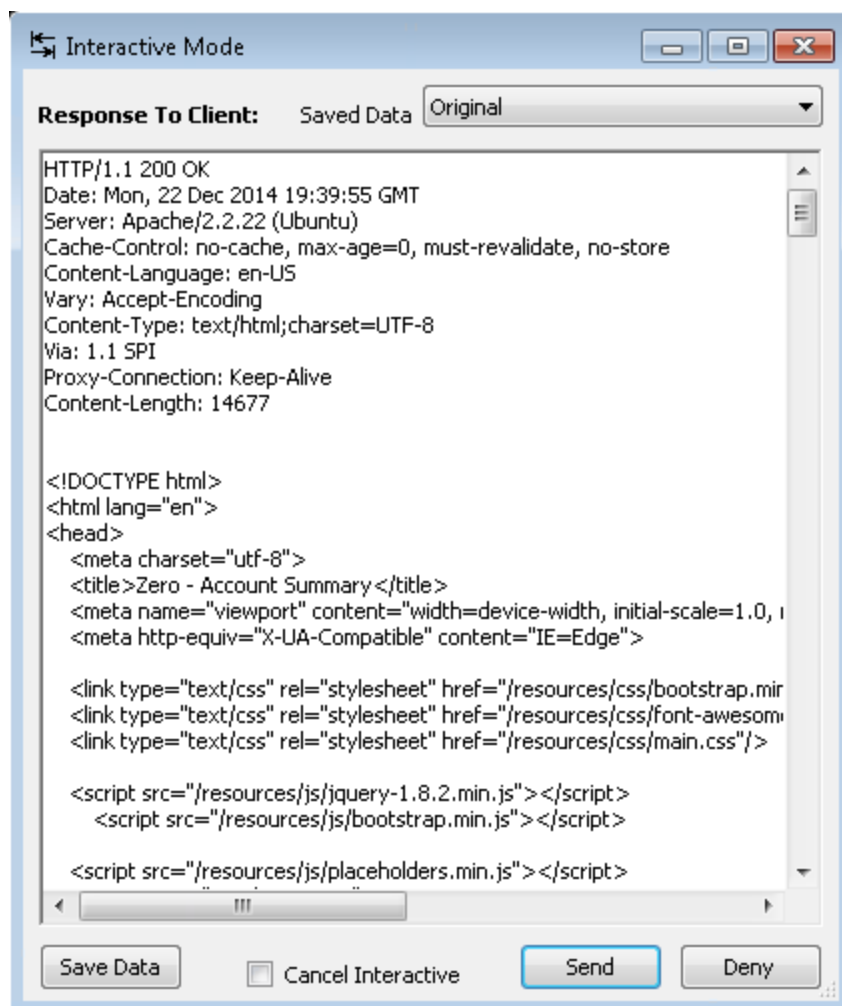 Interactive Mode
Response To Client: Saved Data Original
HTTP/1.1 200 OK
Date: Mon, 22 Dec 2014 19:39:55 GMT
Server: Apache/2.2.22 (Ubuntu)
Cache-Control: no-cache, max-age=0, must-revalidate, no-store
Content-Language: en-US
Vary: Accept-Encoding
Content-Type: text/html;charset=UTF-8
Via: 1.1 SPI
Proxy-Connection: Keep-Alive
Content-Length: 14677
<!DOCTYPE html>
<html lang="en">
<head>
<meta charset="utf-8">
<title>Zero - Account Summary</title>
<meta name="viewport" content="width=device-width, initial-scale=1.0,
<meta http-equiv="X-UA-Compatible" content="IE=Edge">
<link type="text/css" rel="stylesheet" href="/resources/css/bootstrap.min
<link type="text/css" rel="stylesheet" href="/resources/css/font-awesom
<link type="text/css" rel="stylesheet" href="/resources/css/main.css"/>
<script src="/resources/js/jquery-1.8.2.min.js"></script>
<script src="/resources/js/bootstrap.min.js"></script>
<script src="/resources/js/placeholders.min.js"></script>
Save Data Cancel Interactive Send Deny